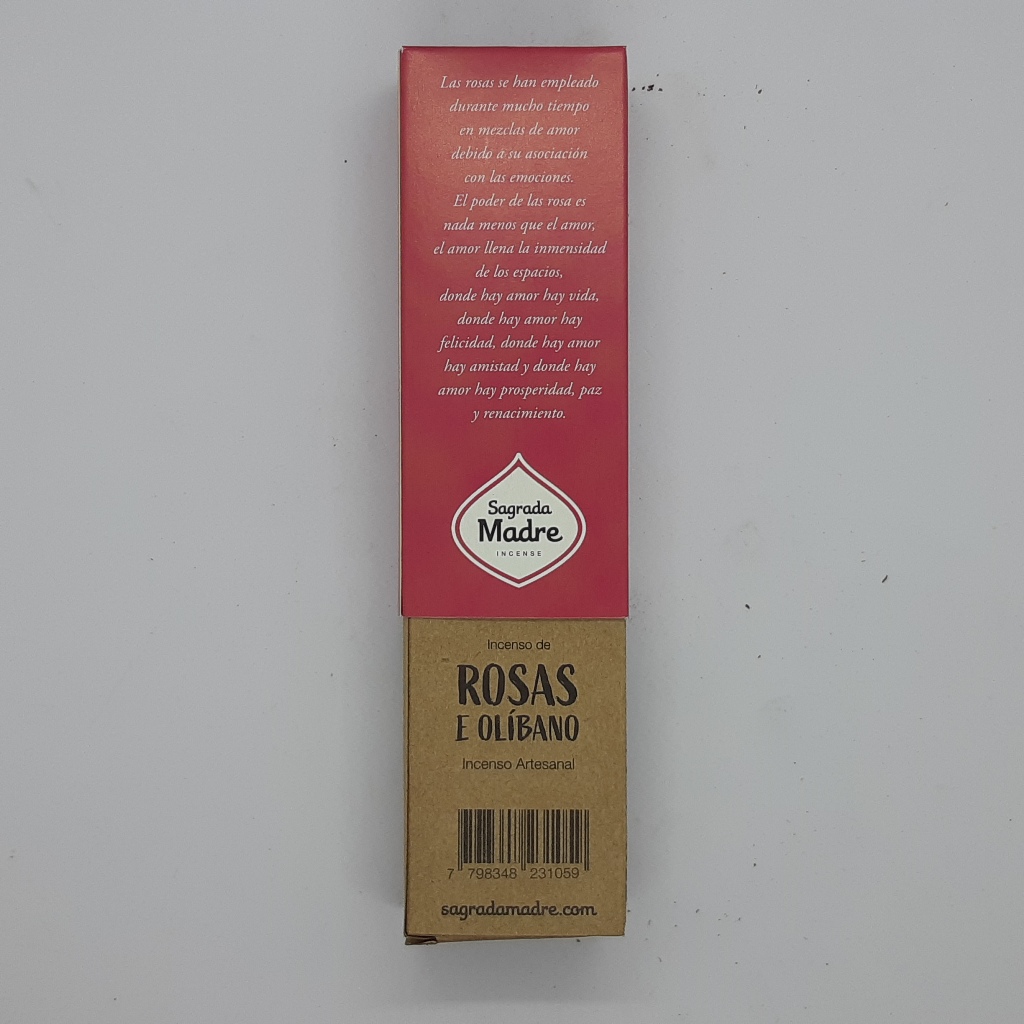 Las rosas se han empleado
durante mucho tiempo
en mezclas de amor
debido a su asociación
con las emociones.
El poder de las rosa es
nada menos que el amor,
el amor llena la inmensidad
de los espacios,
donde hay amor hay vida,
donde hay amor hay
felicidad, donde hay amor
hay amistad y donde hay
amor hay prosperidad, paz
y renacimiento.
Sagrada
Madre
INCENSE
Incenso de
ROSAS
E OLÍBANO
Incenso Artesanal
7 798348 231059
sagradamadre.com